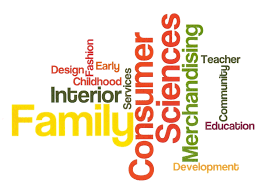 Fashion
Design
Early
Childhood
Interior
Services
Family
Consumer
Sciences
Merchandising
Teacher
Community
Education
Development